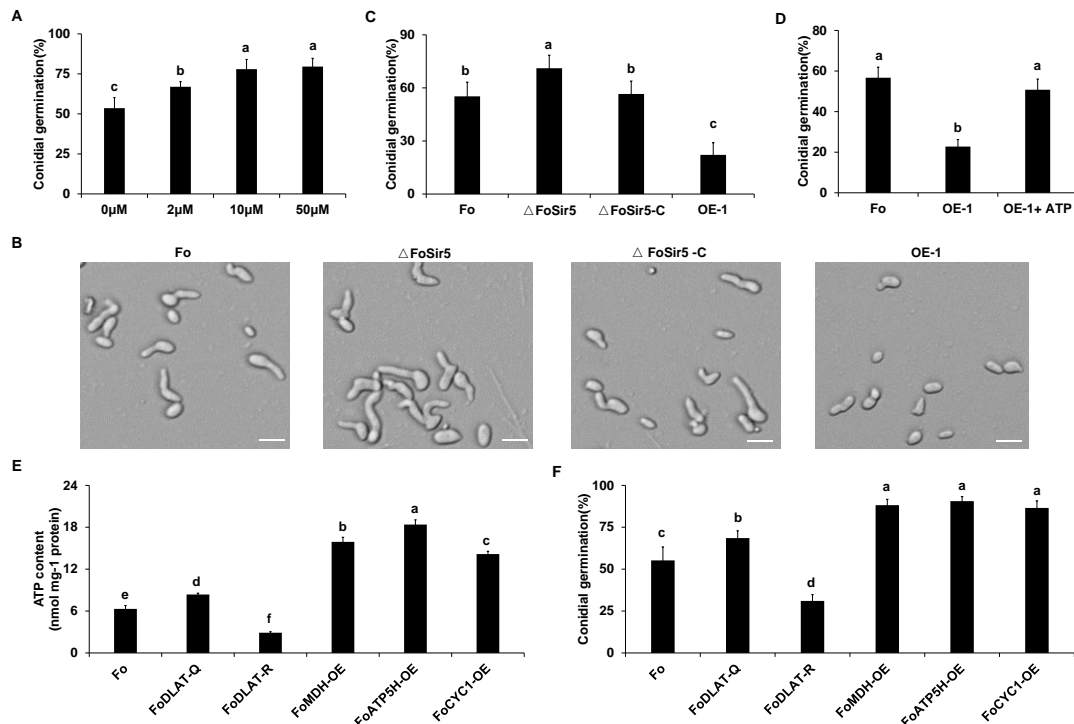 A
Conidial germination(%)
100
75
50
25
0
c
b
a
a
0μM
2μM
10μM
50μM
C
Conidial germination(%)
90
60
30
0
b
a
b
c
Fo
△FoSir5
△FoSir5-C
OE-1
D
Conidial germination(%)
80
60
40
20
0
a
b
a
Fo
OE-1
OE-1+ ATP
B
Fo
△FoSir5
△ FoSir5 -C
OE-1
E
ATP content
(nmol mg-1 protein)
24
18
12
6
0
e
d
f
b
a
c
Fo
FoDLAT-Q
FoDLAT-R
FoMDH-OE
FoATP5H-OE
FoCYC1-OE
F
Conidial germination(%)
100
75
50
25
0
c
b
d
a
a
a
Fo
FoDLAT-Q
FoDLAT-R
FoMDH-OE
FoATP5H-OE
FoCYC1-OE